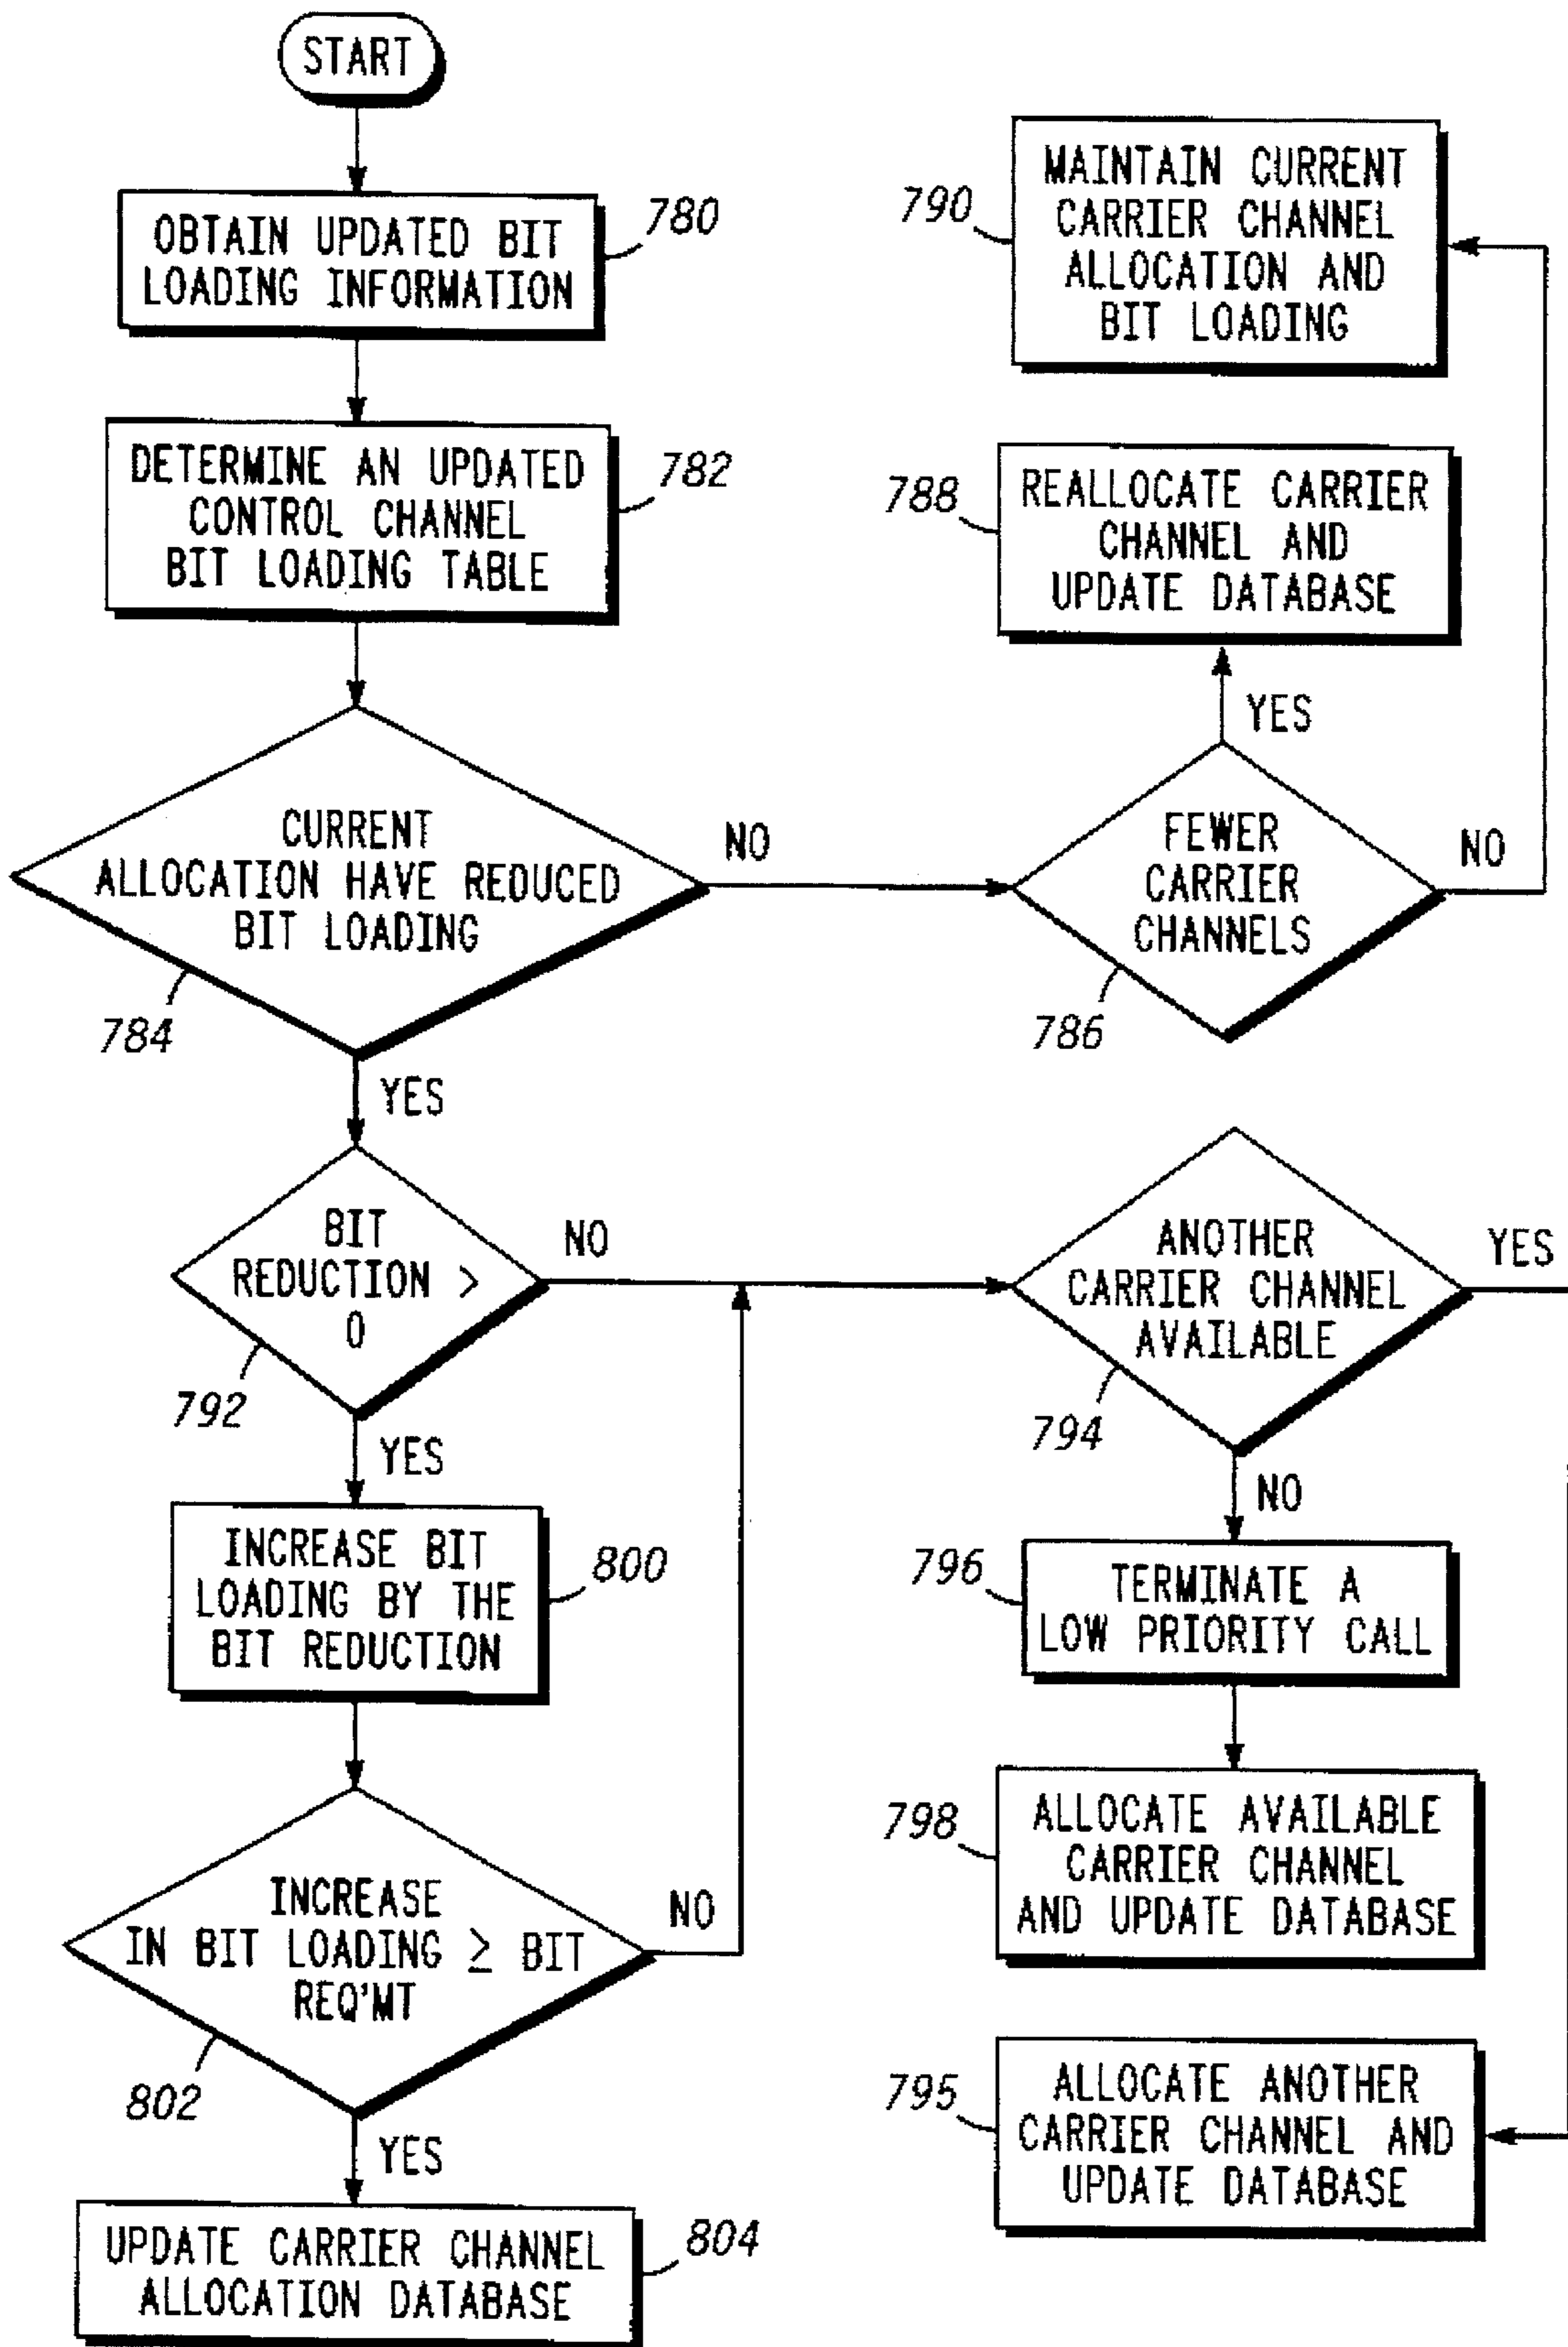 START
OBTAIN UPDATED BIT
LOADING INFORMATION
780
DETERMINE AN UPDATED
CONTROL CHANNEL
BIT LOADING TABLE
782
CURRENT
ALLOCATION HAVE REDUCED
BIT LOADING
784
NO
YES
MAINTAIN CURRENT
CARRIER CHANNEL
ALLOCATION AND
BIT LOADING
790
REALLOCATE CARRIER
CHANNEL AND
UPDATE DATABASE
788
YES
FEWER
CARRIER
CHANNELS
786
NO
BIT
REDUCTION >
0
792
NO
YES
ANOTHER
CARRIER CHANNEL
AVAILABLE
794
YES
NO
INCREASE BIT
LOADING BY THE
BIT REDUCTION
800
TERMINATE A
LOW PRIORITY CALL
796
ALLOCATE AVAILABLE
CARRIER CHANNEL
AND UPDATE DATABASE
798
INCREASE
IN BIT LOADING ≥ BIT
REQ'MT
802
NO
YES
ALLOCATE ANOTHER
CARRIER CHANNEL AND
UPDATE DATABASE
795
UPDATE CARRIER CHANNEL
ALLOCATION DATABASE
804